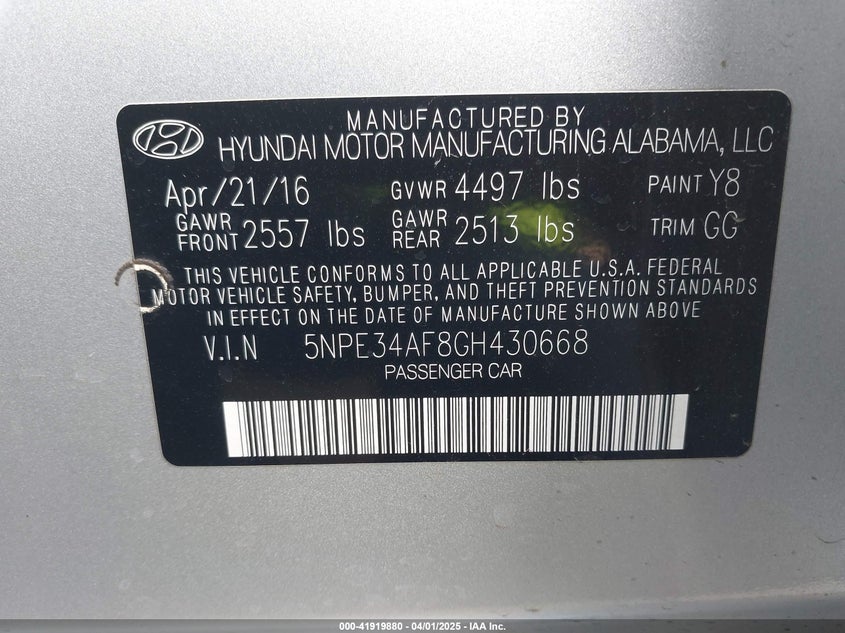 MANUFACTURED BY
HYUNDAI MOTOR MANUFACTURING ALABAMA, LLC
Apr/21/16 GVWR 4497 lbs PAINT Y8
GAWR FRONT 2557 lbs GAWR REAR 2513 lbs TRIM GG
THIS VEHICLE CONFORMS TO ALL APPLICABLE U.S.A. FEDERAL
MOTOR VEHICLE SAFETY, BUMPER, AND THEFT PREVENTION STANDARDS
IN EFFECT ON THE DATE OF MANUFACTURE SHOWN ABOVE
V.I.N 5NPE34AF8GH430668
PASSENGER CAR
000-41919880 - 04/01/2025 - IAA Inc.